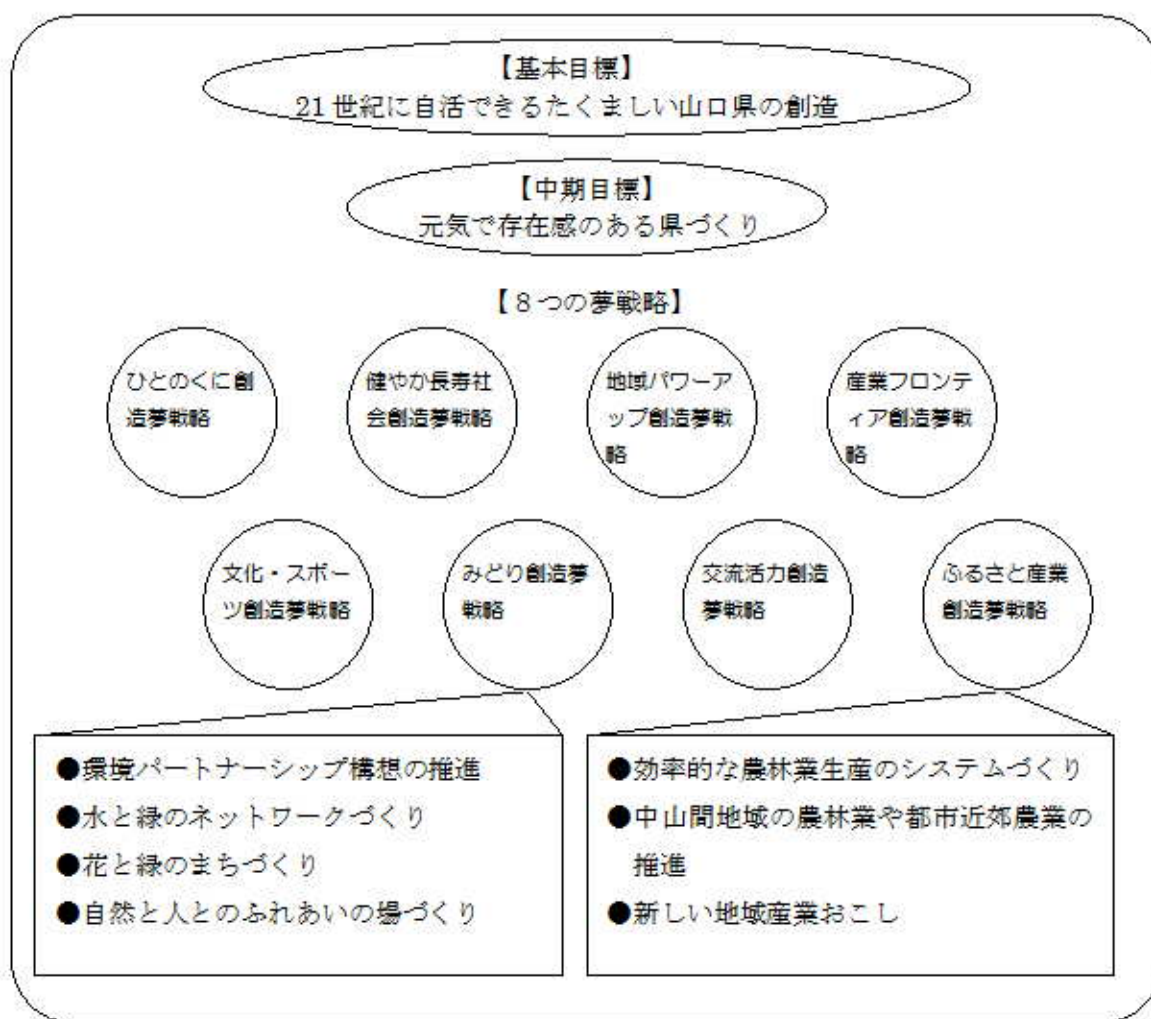 【基本目標】
21世紀に自活できるたくましい山口県の創造
【中期目標】
元気で存在感のある県づくり
【8つの夢戦略】
ひとのくに創
造夢戦略
健やか長寿社
会創造夢戦略
地域パワーア
ップ創造夢戦
略
産業フロンテ
ィア創造夢戦
略
文化・スポー
ツ創造夢戦略
みどり創造夢
戦略
交流活力創造
夢戦略
ふるさと産業
創造夢戦略
●環境パートナーシップ構想の推進
●水と緑のネットワークづくり
●花と緑のまちづくり
●自然と人とのふれあいの場づくり
●効率的な農林業生産のシステムづくり
●中山間地域の農林業や都市近郊農業の
推進
●新しい地域産業おこし